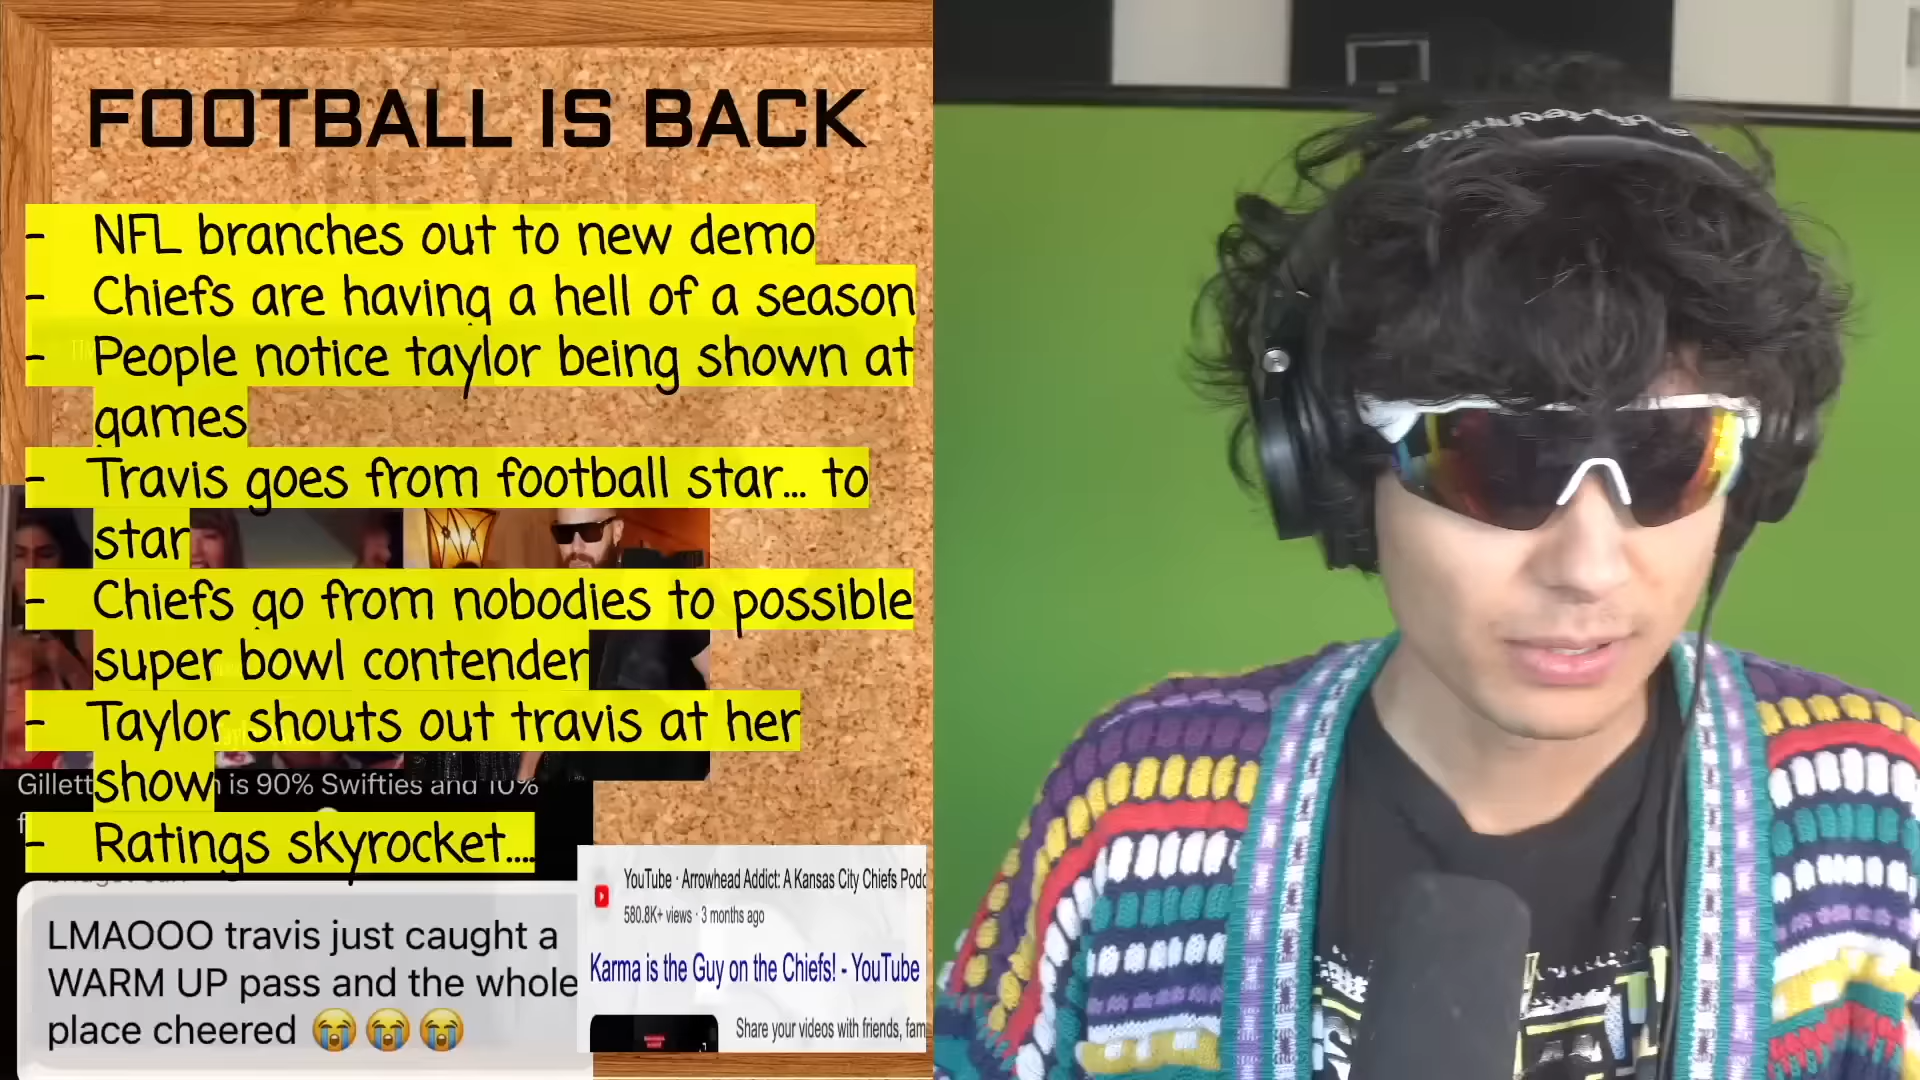 FOOTBALL IS BACK
- NFL branches out to new demo
- Chiefs are having a hell of a season
- People notice taylor being shown at
games
- Travis goes from football star... to
star
- Chiefs go from nobodies to possible
super bowl contender
- Taylor shouts out travis at her
show
- Ratings skyrocket....
Gillett is 90% Swifties and 10%
LMAOOO travis just caught a
WARM UP pass and the whole
place cheered 😭😭😭
YouTube · Arrowhead Addict: A Kansas City Chiefs Podc
580.8K+ views · 3 months ago
Karma is the Guy on the Chiefs! - YouTube
Share your videos with friends, fam
audio-technica